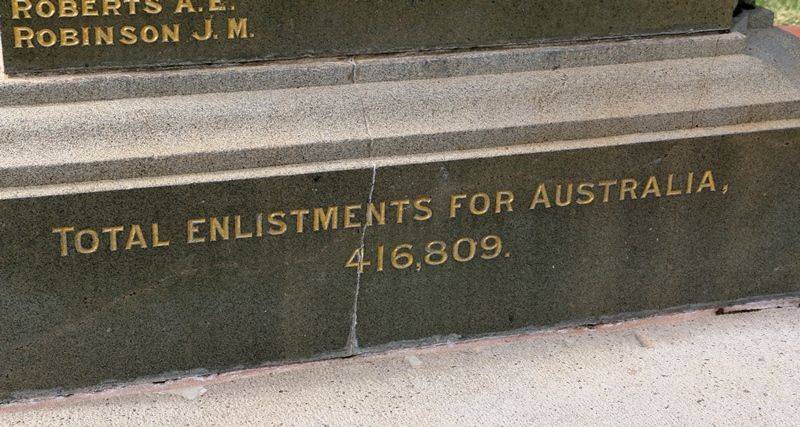 ROBERTS A.E.
ROBINSON J. M.
TOTAL ENLISTMENTS FOR AUSTRALIA,
416,809.